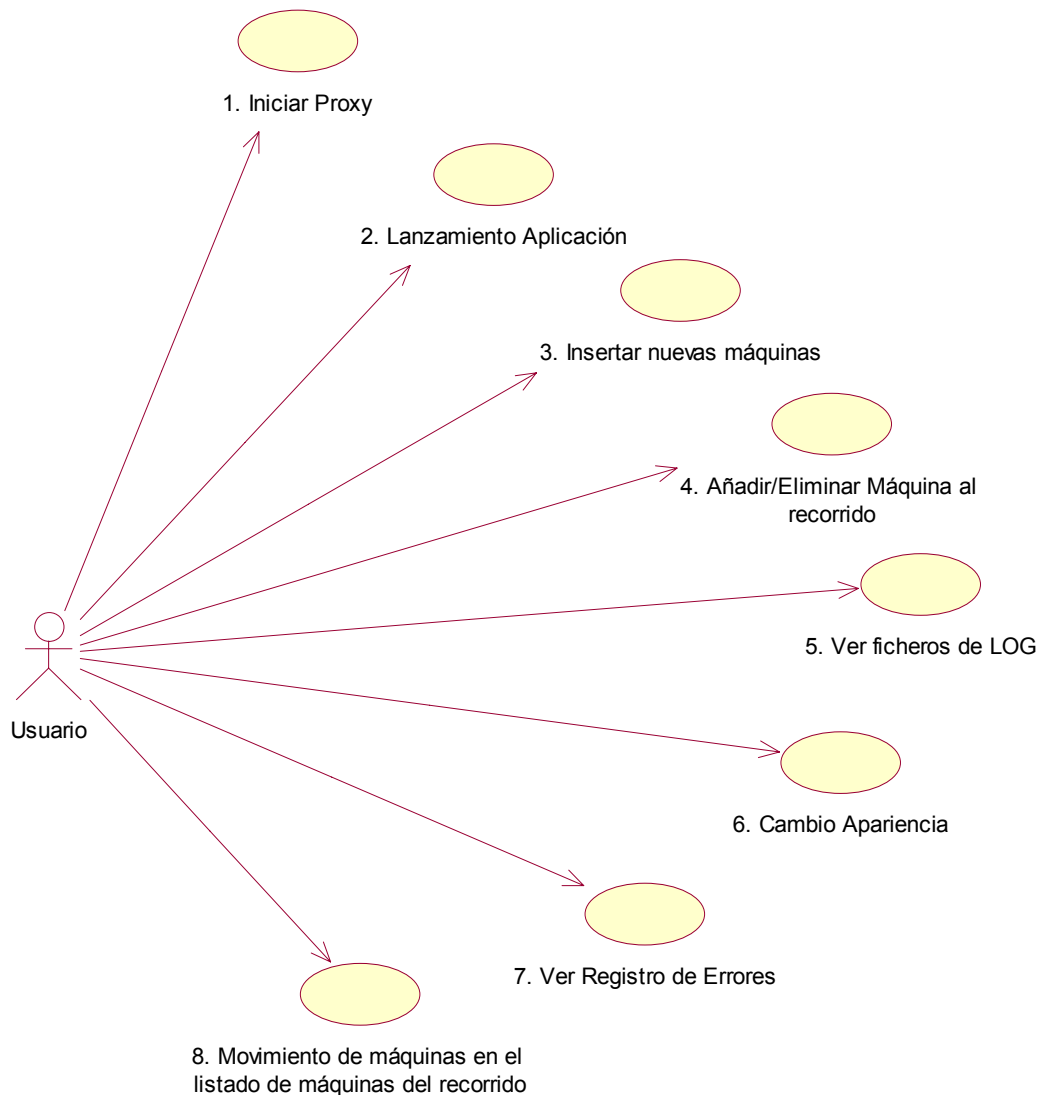 1. Iniciar Proxy
2. Lanzamiento Aplicación
3. Insertar nuevas máquinas
4. Añadir/Eliminar Máquina al
recorrido
5. Ver ficheros de LOG
Usuario
6. Cambio Apariencia
7. Ver Registro de Errores
8. Movimiento de máquinas en el
listado de máquinas del recorrido